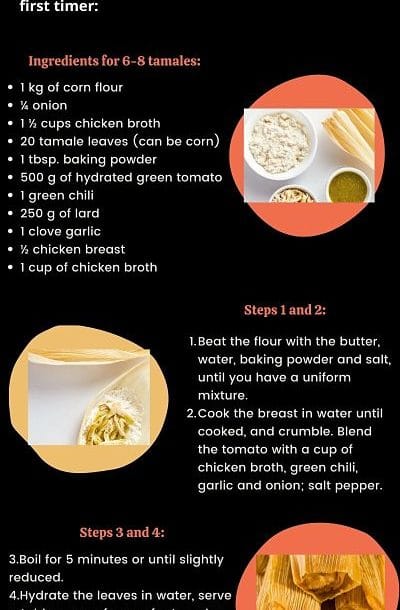 first timer:
Ingredients for 6-8 tamales:
• 1 kg of corn flour
• ¼ onion
• 1 ½ cups chicken broth
• 20 tamale leaves (can be corn)
• 1 tbsp. baking powder
• 500 g of hydrated green tomato
• 1 green chili
• 250 g of lard
• 1 clove garlic
• ½ chicken breast
• 1 cup of chicken broth
Steps 1 and 2:
1.Beat the flour with the butter,
water, baking powder and salt,
until you have a uniform
mixture.
2.Cook the breast in water until
cooked, and crumble. Blend
the tomato with a cup of
chicken broth, green chili,
garlic and onion; salt pepper.
Steps 3 and 4:
3.Boil for 5 minutes or until slightly
reduced.
4.Hydrate the leaves in water, serve